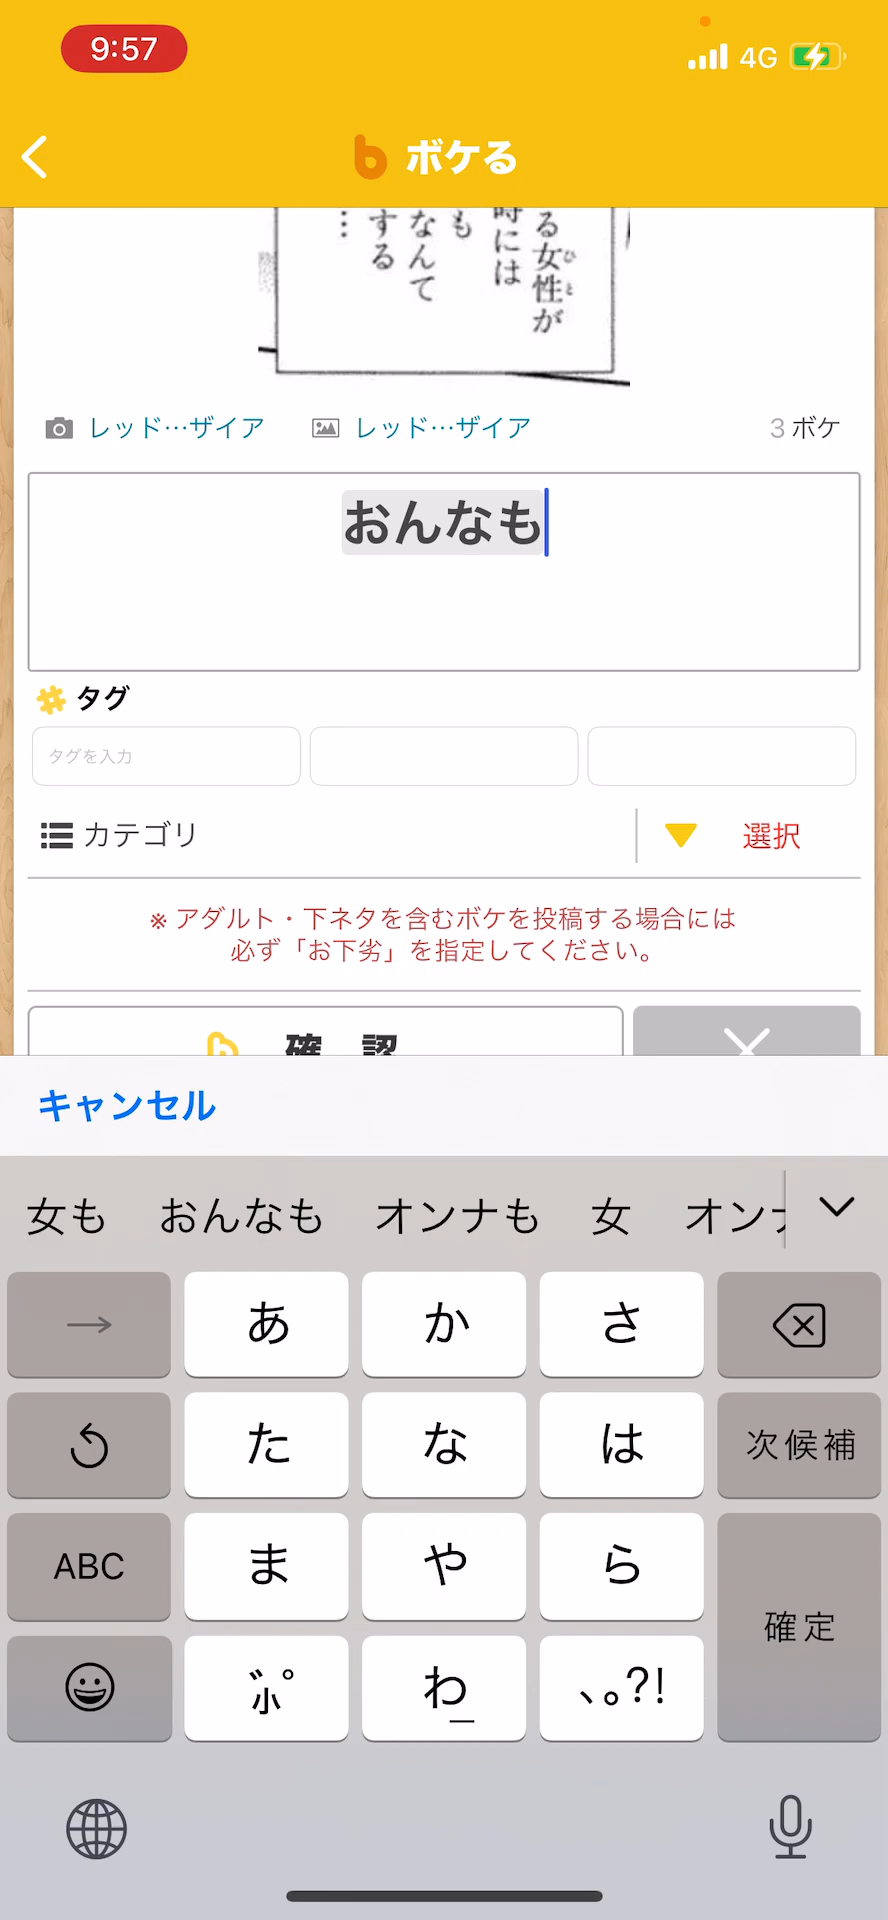 9:57
4G
ボケる
る女性が
ひと
時には
も
なんて
する
…
レッド…ザイア
レッド…ザイア
3 ボケ
おんなも
タグ
タグを入力
カテゴリ
選択
※ アダルト・下ネタを含むボケを投稿する場合には
必ず「お下劣」を指定してください。
確 認
キャンセル
女も おんなも オンナも 女 オンナ
→ あ か さ
た な は 次候補
ABC ま や ら
確定
小゛゜ わ_ 、。?!